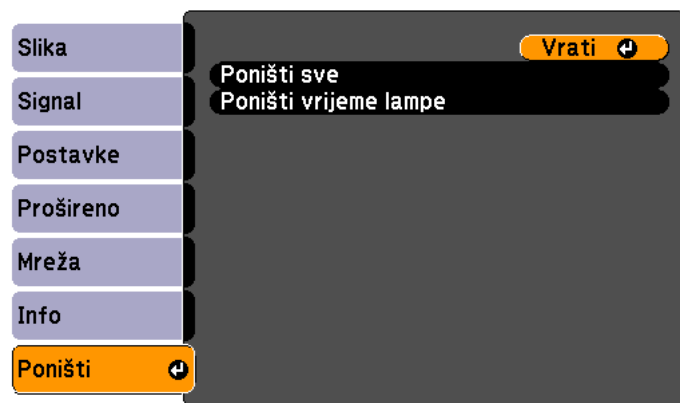 Slika
Signal
Postavke
Prošireno
Mreža
Info
Poništi
Vrati
Poništi sve
Poništi vrijeme lampe